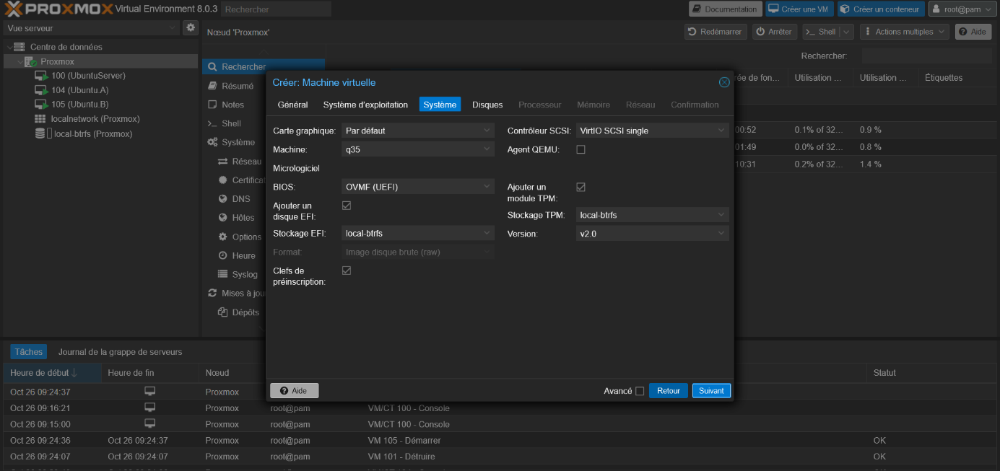 PROXMOX Virtual Environment 8.0.3 Rechercher Documentation Créer une VM Créer un conteneur root@pam
Vue serveur
Nœud 'Proxmox' Redémarrer Arrêter Shell Actions multiples Aide
Centre de données
Proxmox
100 (UbuntuServer)
104 (Ubuntu.A)
105 (Ubuntu.B)
localnetwork (Proxmox)
local-btrfs (Proxmox)
Rechercher
Résumé
Notes
Shell
Système
Réseau
Certificat
DNS
Hôtes
Options
Heure
Syslog
Mises à jou
Dépôts
Rechercher:
rée de fon... Utilisation ... Utilisation ... Étiquettes
00:52 0.1% of 32... 0.9 %
01:49 0.0% of 32... 0.8 %
10:31 0.2% of 32... 1.4 %
Créer: Machine virtuelle
Général Système d'exploitation Système Disques Processeur Mémoire Réseau Confirmation
Carte graphique: Par défaut
Machine: q35
Micrologiciel
BIOS: OVMF (UEFI)
Ajouter un
disque EFI:
Stockage EFI: local-btrfs
Format: Image disque brute (raw)
Clefs de
préinscription:
Contrôleur SCSI: VirtIO SCSI single
Agent QEMU:
Ajouter un
module TPM:
Stockage TPM: local-btrfs
Version: v2.0
Aide Avancé Retour Suivant
Tâches Journal de la grappe de serveurs
Heure de début Heure de fin Nœud Statut
Oct 26 09:24:37 Proxmox
Oct 26 09:16:21 Proxmox root@pam VM/CT 100 - Console
Oct 26 09:15:00 Proxmox root@pam VM/CT 100 - Console
Oct 26 09:24:36 Oct 26 09:24:37 Proxmox root@pam VM 105 - Démarrer OK
Oct 26 09:24:07 Oct 26 09:24:07 Proxmox root@pam VM 101 - Détruire OK